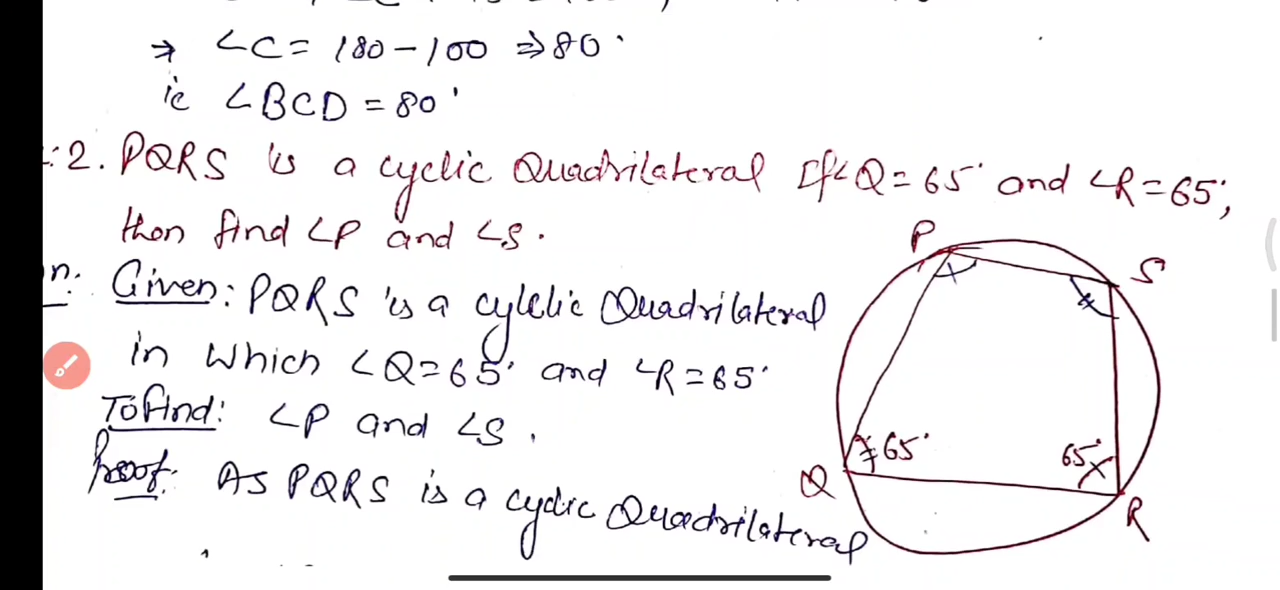 ⇒ ∠C = 180 - 100 ⇒ 80°
ie ∠BCD = 80°
:2. PQRS is a cyclic Quadrilateral If ∠Q = 65° and ∠R = 65°,
then find ∠P and ∠S.
n: Given: PQRS is a cylclic Quadrilateral
in which ∠Q = 65° and ∠R = 65°
To find: ∠P and ∠S.
Proof: As PQRS is a cyclic Quadrilateral
P
S
65°
65°
Q
R